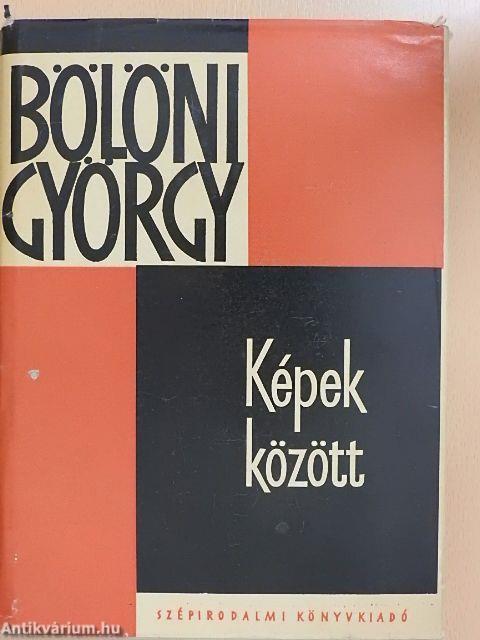 BÖLÖNI
GYÖRGY
Képek
között
SZÉPIRODALMI KÖNYVKIADÓ
Antikvárium.hu